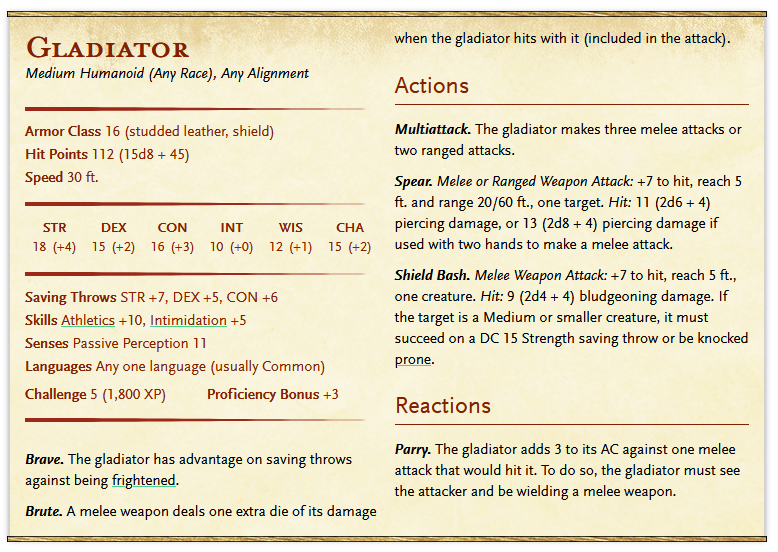 GLADIATOR
Medium Humanoid (Any Race), Any Alignment
Armor Class 16 (studded leather, shield)
Hit Points 112 (15d8 + 45)
Speed 30 ft.
STR DEX CON INT WIS CHA
18 (+4) 15 (+2) 16 (+3) 10 (+0) 12 (+1) 15 (+2)
Saving Throws STR +7, DEX +5, CON +6
Skills Athletics +10, Intimidation +5
Senses Passive Perception 11
Languages Any one language (usually Common)
Challenge 5 (1,800 XP) Proficiency Bonus +3
Brave. The gladiator has advantage on saving throws
against being frightened.
Brute. A melee weapon deals one extra die of its damage
when the gladiator hits with it (included in the attack).
Actions
Multiattack. The gladiator makes three melee attacks or
two ranged attacks.
Spear. Melee or Ranged Weapon Attack: +7 to hit, reach 5
ft. and range 20/60 ft., one target. Hit: 11 (2d6 + 4)
piercing damage, or 13 (2d8 + 4) piercing damage if
used with two hands to make a melee attack.
Shield Bash. Melee Weapon Attack: +7 to hit, reach 5 ft.,
one creature. Hit: 9 (2d4 + 4) bludgeoning damage. If
the target is a Medium or smaller creature, it must
succeed on a DC 15 Strength saving throw or be knocked
prone.
Reactions
Parry. The gladiator adds 3 to its AC against one melee
attack that would hit it. To do so, the gladiator must see
the attacker and be wielding a melee weapon.